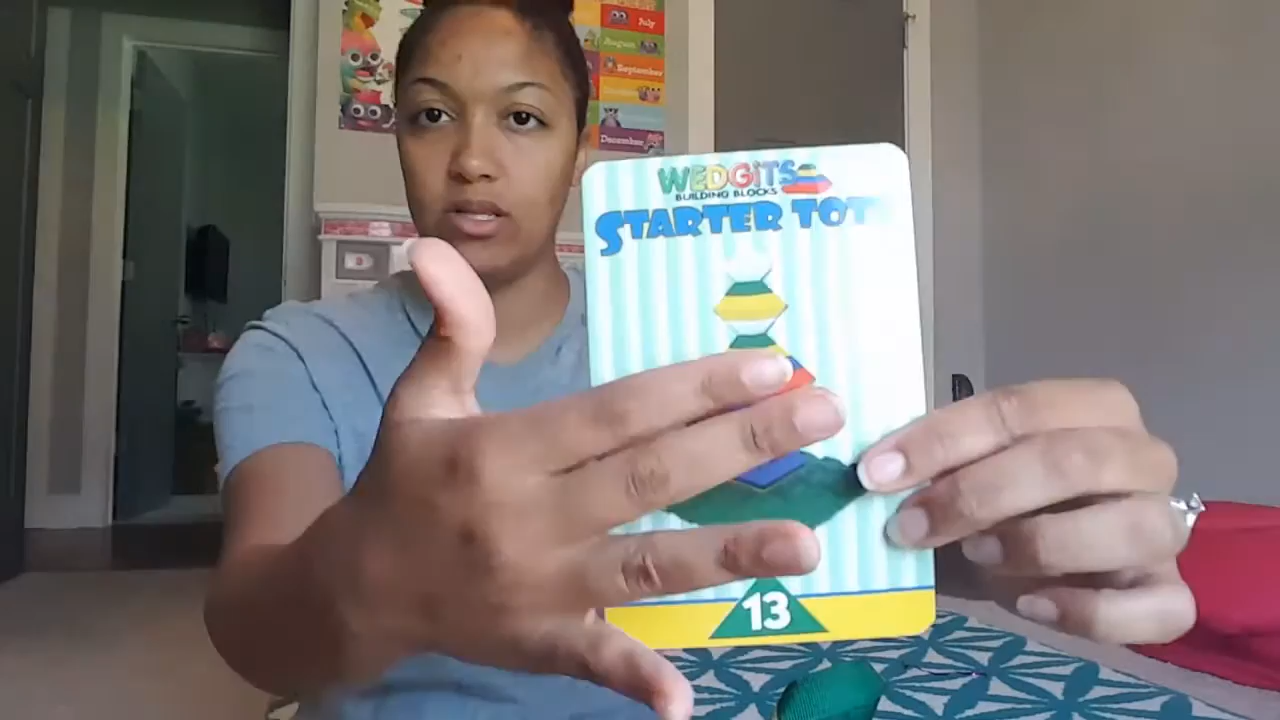 July
August
September
December
WEDGiTS
BUILDING BLOCKS
STARTER TOT
13